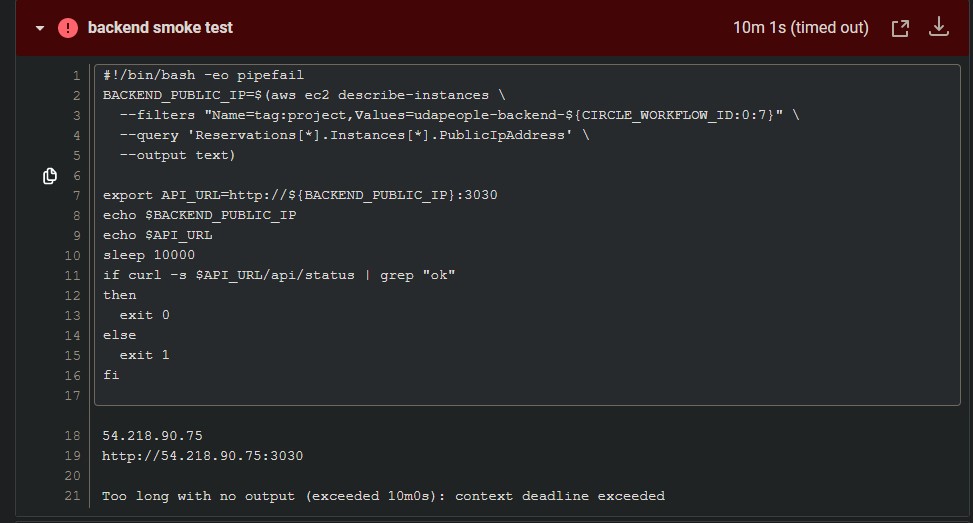 backend smoke test 10m 1s (timed out)
1 #!/bin/bash -eo pipefail
2 BACKEND_PUBLIC_IP=$(aws ec2 describe-instances \
3   --filters "Name=tag:project,Values=udapeople-backend-${CIRCLE_WORKFLOW_ID:0:7}" \
4   --query 'Reservations[*].Instances[*].PublicIpAddress' \
5   --output text)
6
7 export API_URL=http://${BACKEND_PUBLIC_IP}:3030
8 echo $BACKEND_PUBLIC_IP
9 echo $API_URL
10 sleep 10000
11 if curl -s $API_URL/api/status | grep "ok"
12 then
13   exit 0
14 else
15   exit 1
16 fi
17
18 54.218.90.75
19 http://54.218.90.75:3030
20
21 Too long with no output (exceeded 10m0s): context deadline exceeded